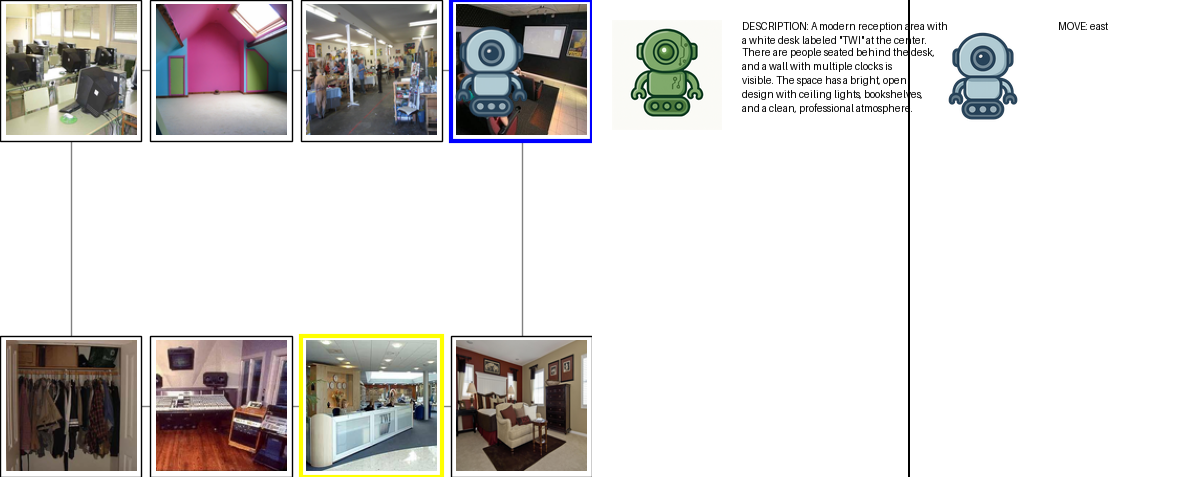 DESCRIPTION: A modern reception area with
a white desk labeled "TWI" at the center.
There are people seated behind the desk,
and a wall with multiple clocks is
visible. The space has a bright, open
design with ceiling lights, bookshelves,
and a clean, professional atmosphere.
MOVE: east
TWI